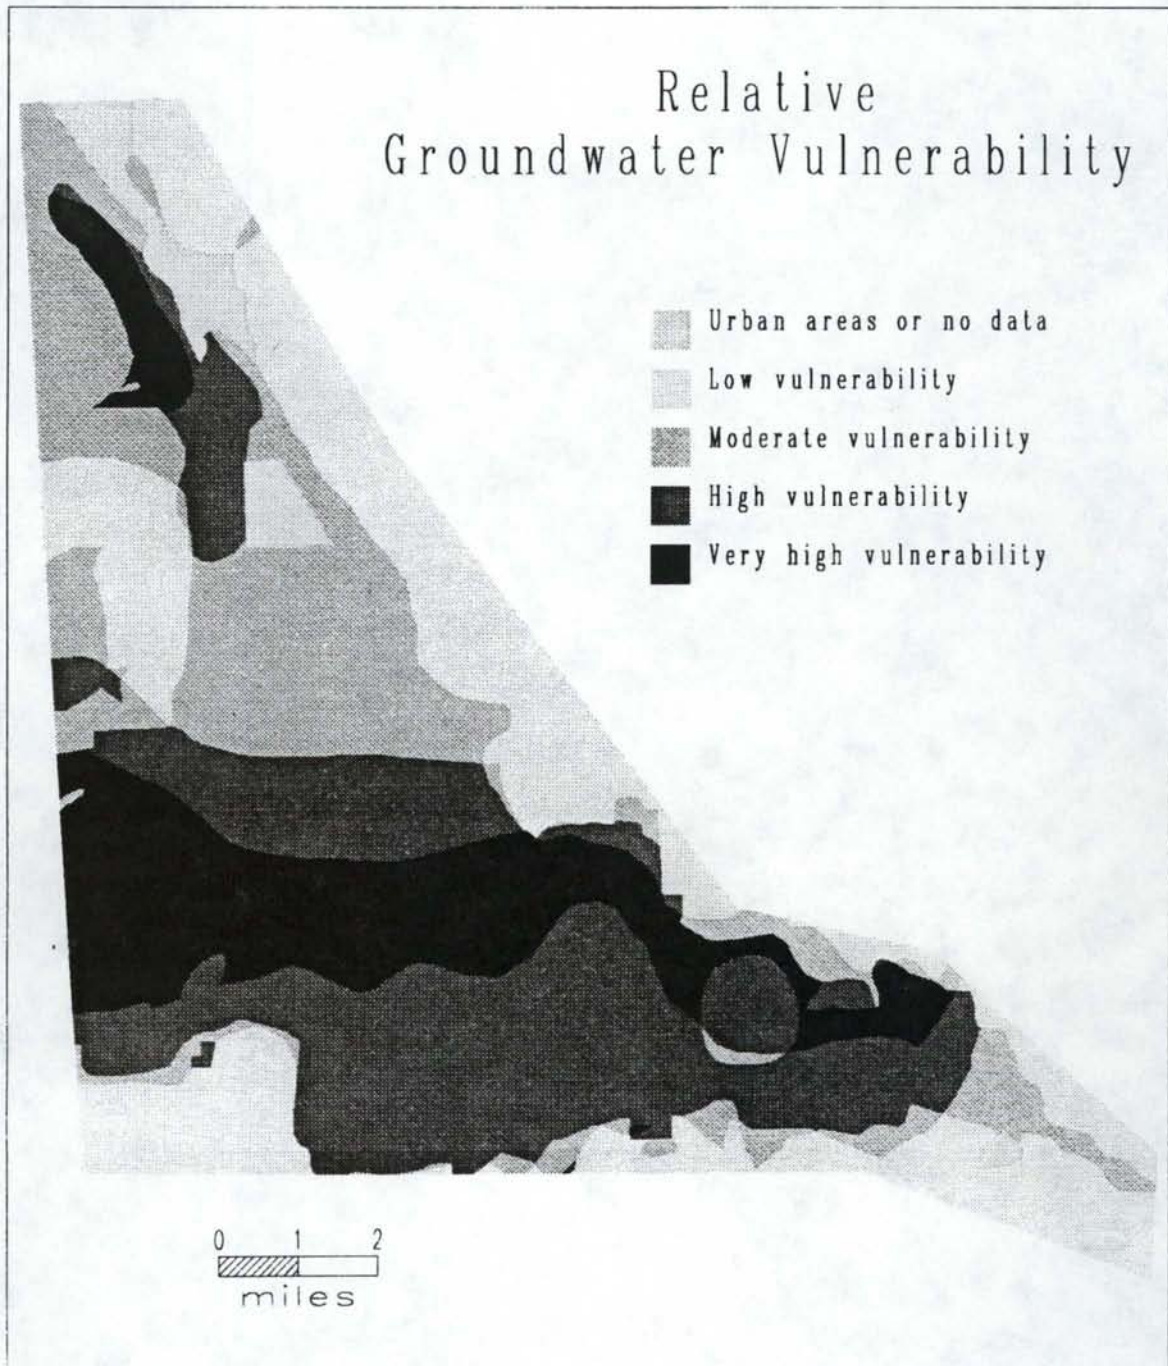 Relative
Groundwater Vulnerability
Urban areas or no data
Low vulnerability
Moderate vulnerability
High vulnerability
Very high vulnerability
0 1 2
miles